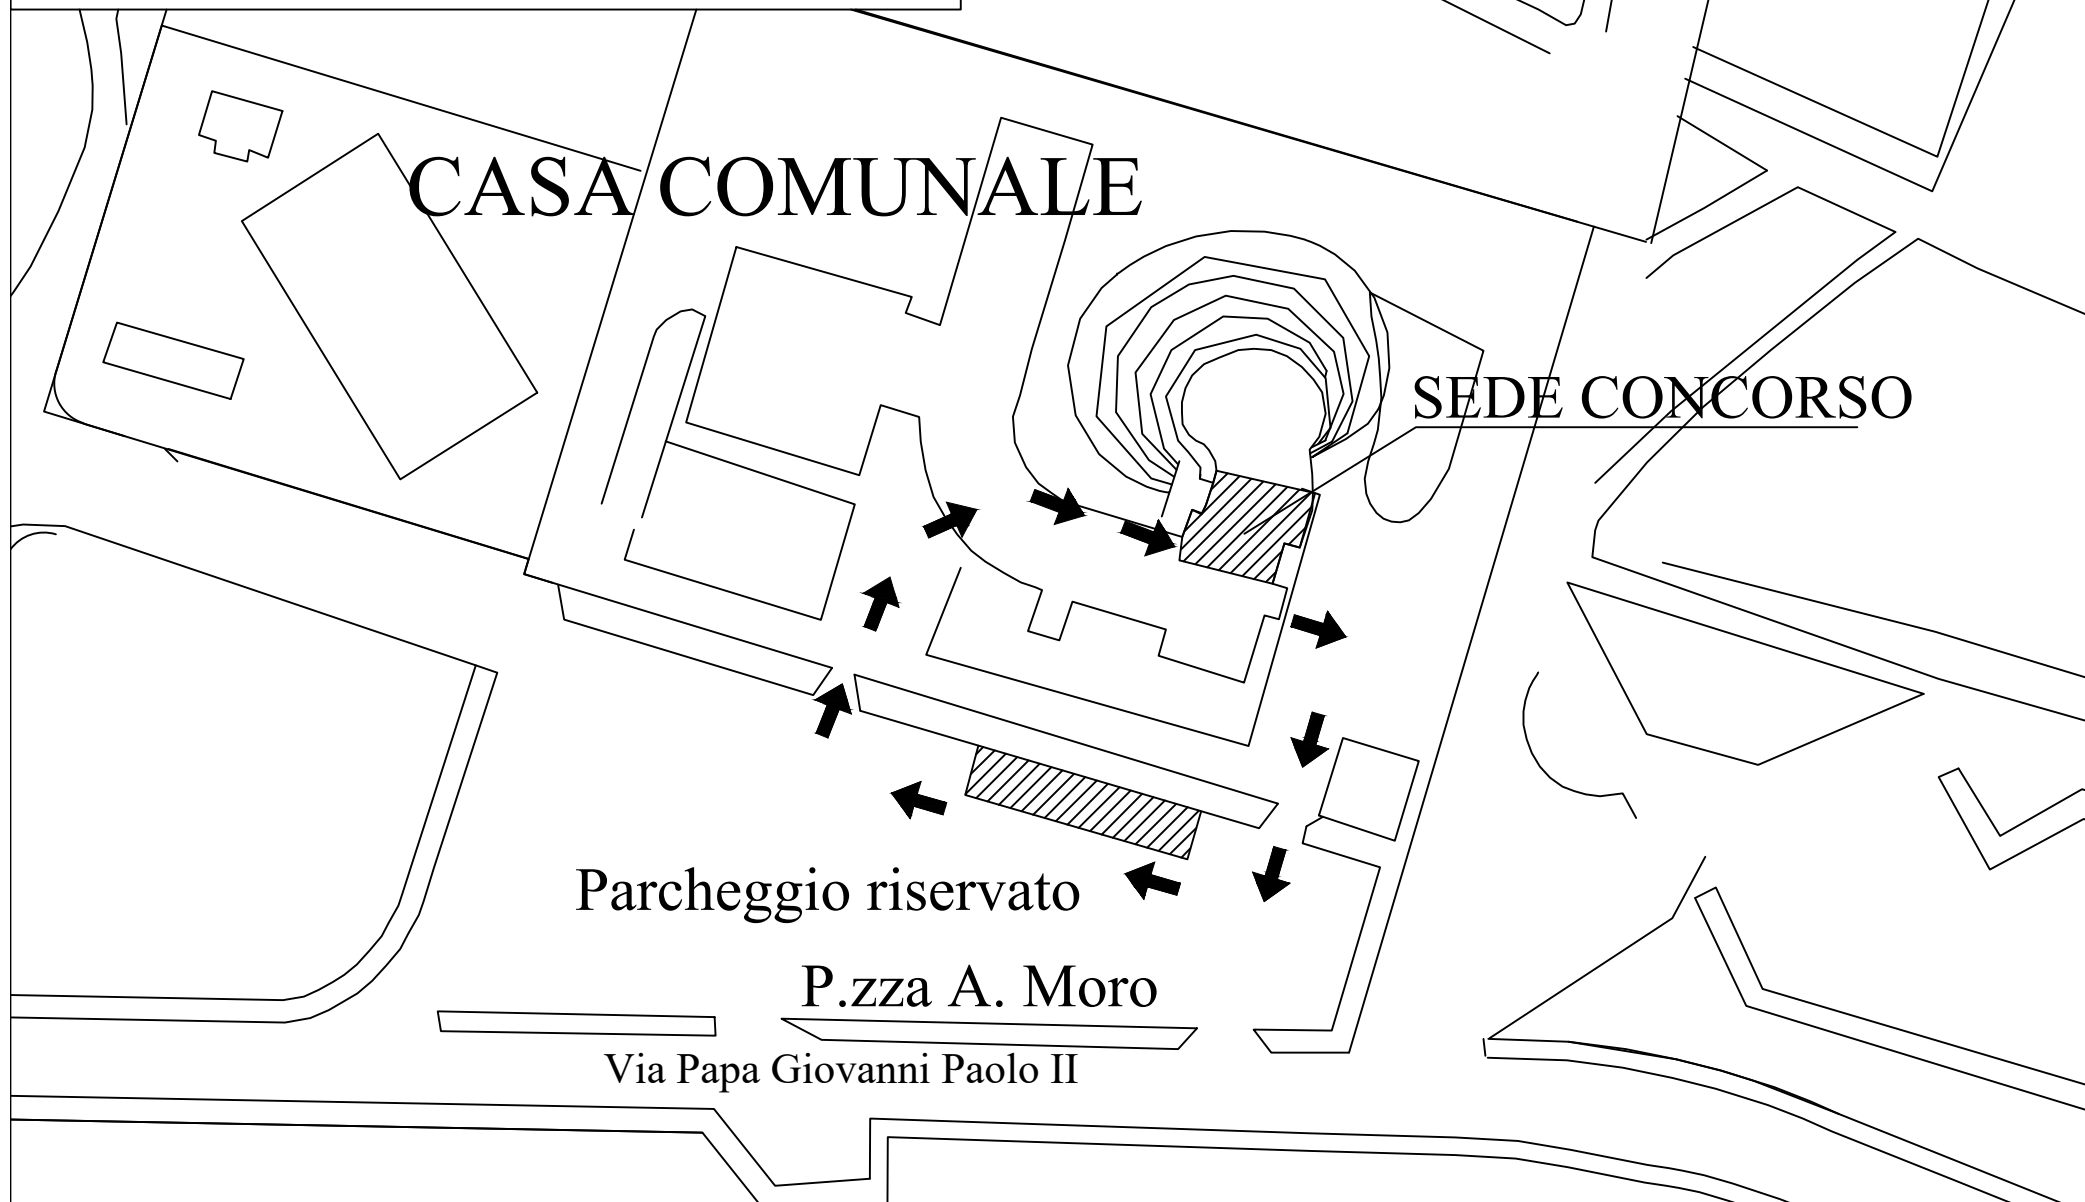 CASA COMUNALE
SEDE CONCORSO
Parcheggio riservato
P.zza A. Moro
Via Papa Giovanni Paolo II